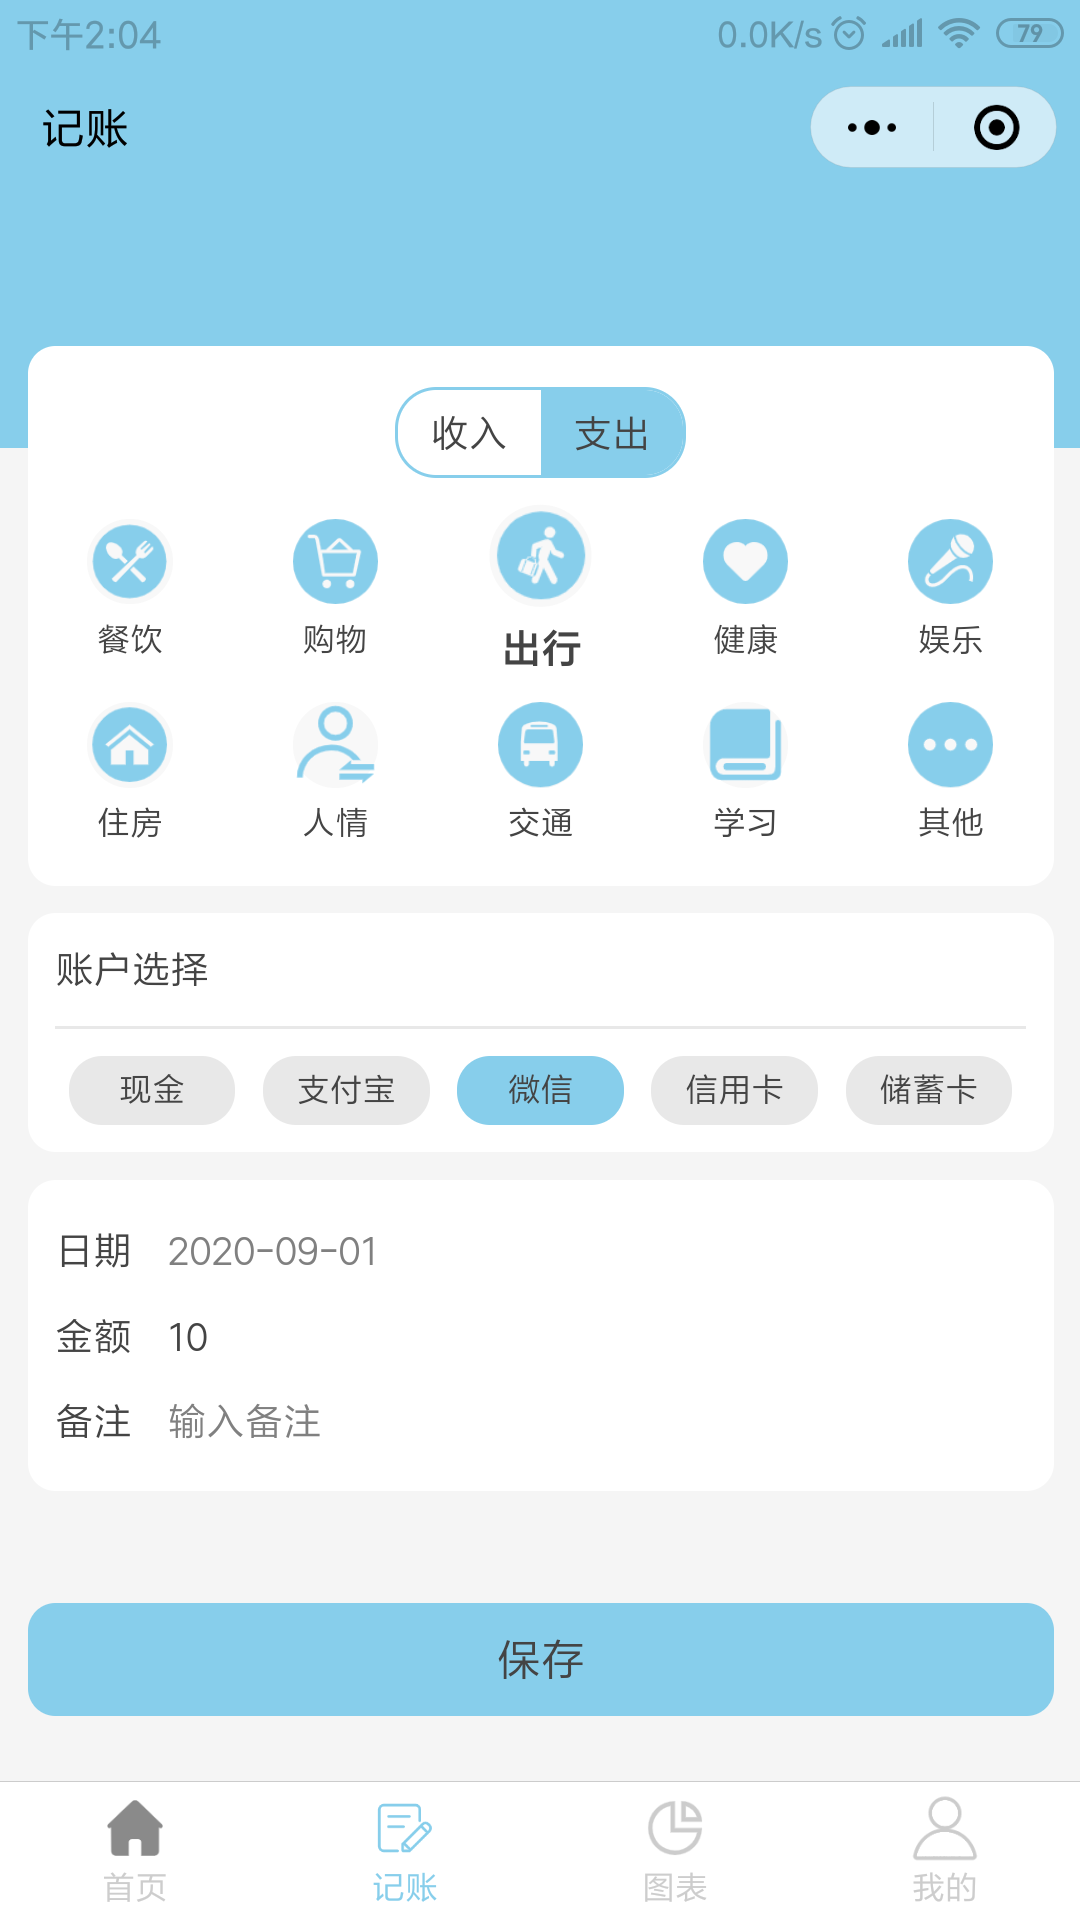 下午2:04 0.0K/s 79
记账
收入 支出
餐饮 购物 出行 健康 娱乐
住房 人情 交通 学习 其他
账户选择
现金 支付宝 微信 信用卡 储蓄卡
日期 2020-09-01
金额 10
备注 输入备注
保存
首页 记账 图表 我的